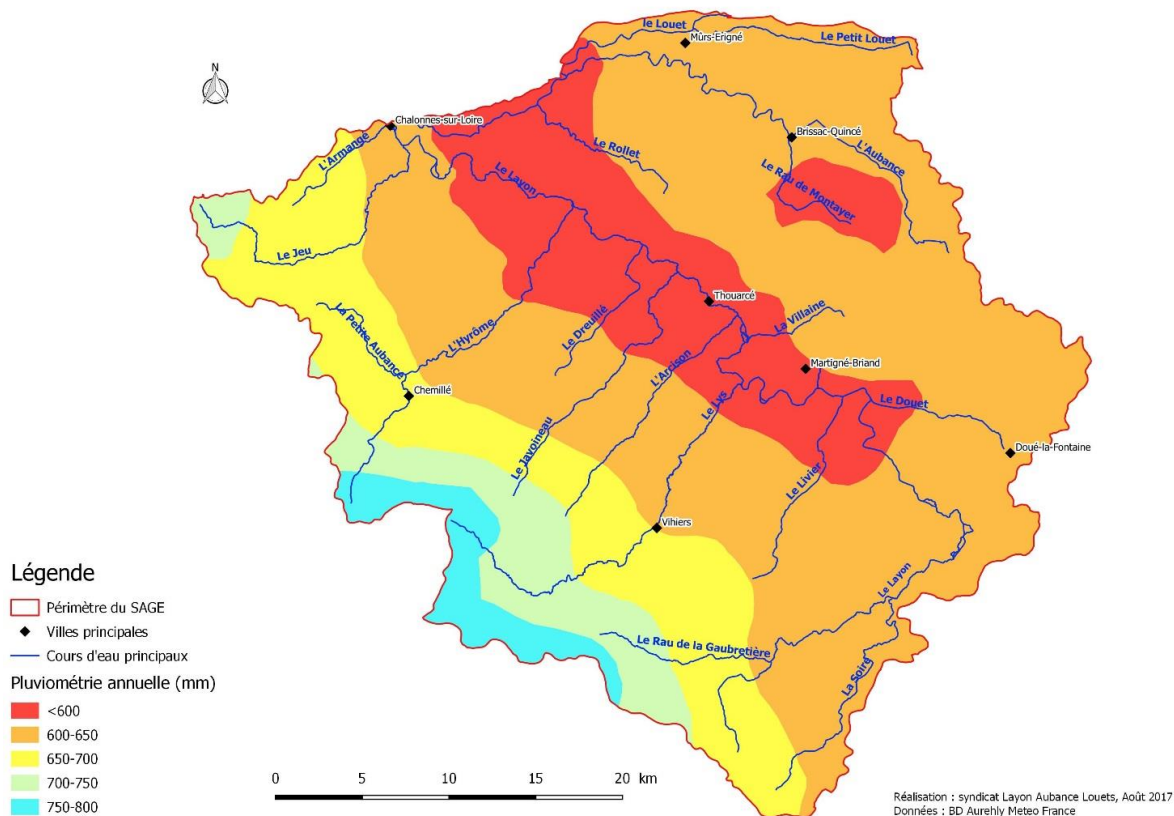 le Louet
Le Petit Louet
Mûrs-Erigné
N
Chalonnes-sur-Loire
Brissac-Quincé
L'Armange
Le Rollet
L'Aubance
Le Layon
Le Rau de Montayer
Le Jeu
Thouarcé
La Villaine
La Petite Aubance
L'Hyrôme
Le Dreuillé
L'Arcison
Martigné-Briand
Chemillé
Le Lys
Le Douet
Le Javoineau
Doué-la-Fontaine
Le Livier
Vihiers
Le Layon
Le Rau de la Gaubretière
La Soire
Légende
Périmètre du SAGE
Villes principales
Cours d'eau principaux
Pluviométrie annuelle (mm)
<600
600-650
650-700
700-750
750-800
0 5 10 15 20 km
Réalisation : syndicat Layon Aubance Louets, Août 2017
Données : BD Aurehly Meteo France